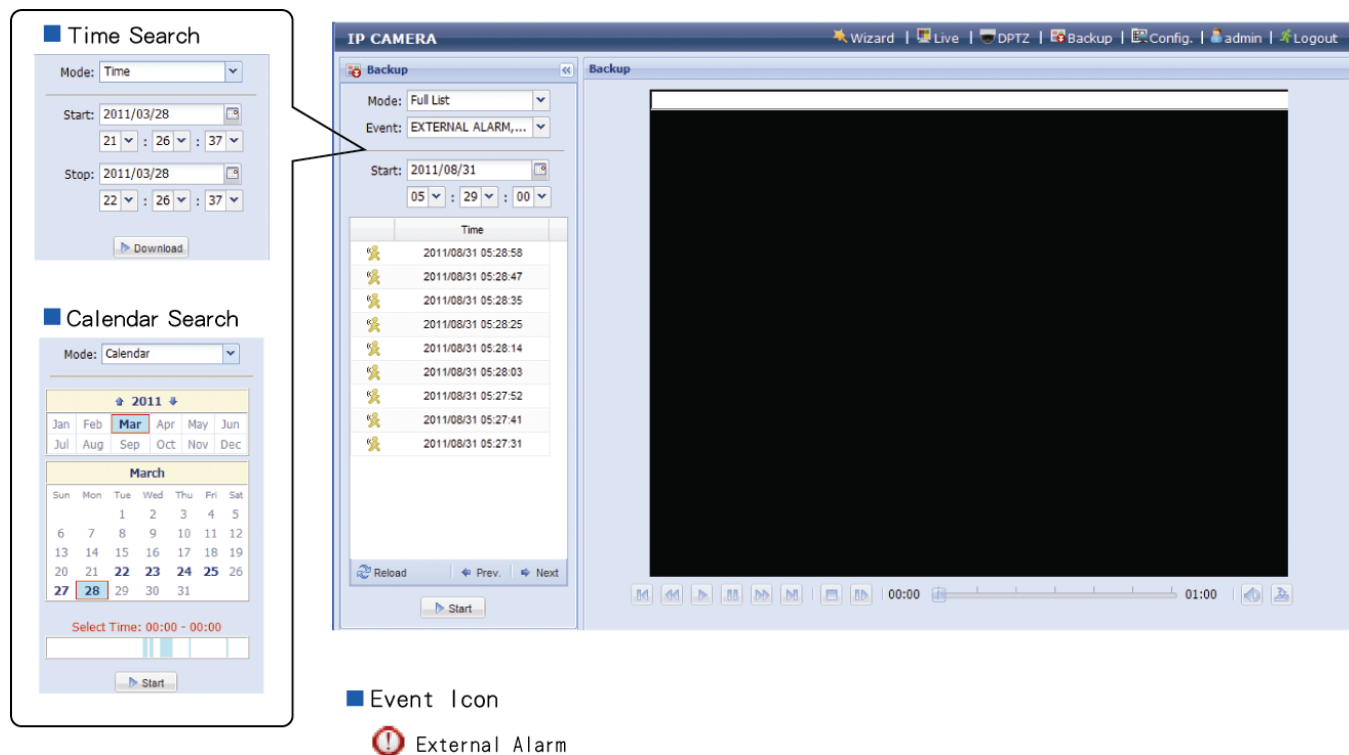 Time Search
Mode: Time
Start: 2011/03/28
21 : 26 : 37
Stop: 2011/03/28
22 : 26 : 37
Download
Calendar Search
Mode: Calendar
2011
Jan Feb Mar Apr May Jun
Jul Aug Sep Oct Nov Dec
March
Sun Mon Tue Wed Thu Fri Sat
1 2 3 4 5
6 7 8 9 10 11 12
13 14 15 16 17 18 19
20 21 22 23 24 25 26
27 28 29 30 31
Select Time: 00:00 - 00:00
Start
IP CAMERA
Wizard | Live | DPTZ | Backup | Config. | admin | Logout
Backup
Mode: Full List
Event: EXTERNAL ALARM,...
Start: 2011/08/31
05 : 29 : 00
Time
2011/08/31 05:28:58
2011/08/31 05:28:47
2011/08/31 05:28:35
2011/08/31 05:28:25
2011/08/31 05:28:14
2011/08/31 05:28:03
2011/08/31 05:27:52
2011/08/31 05:27:41
2011/08/31 05:27:31
Reload Prev. Next
Start
Backup
00:00 01:00
Event Icon
External Alarm